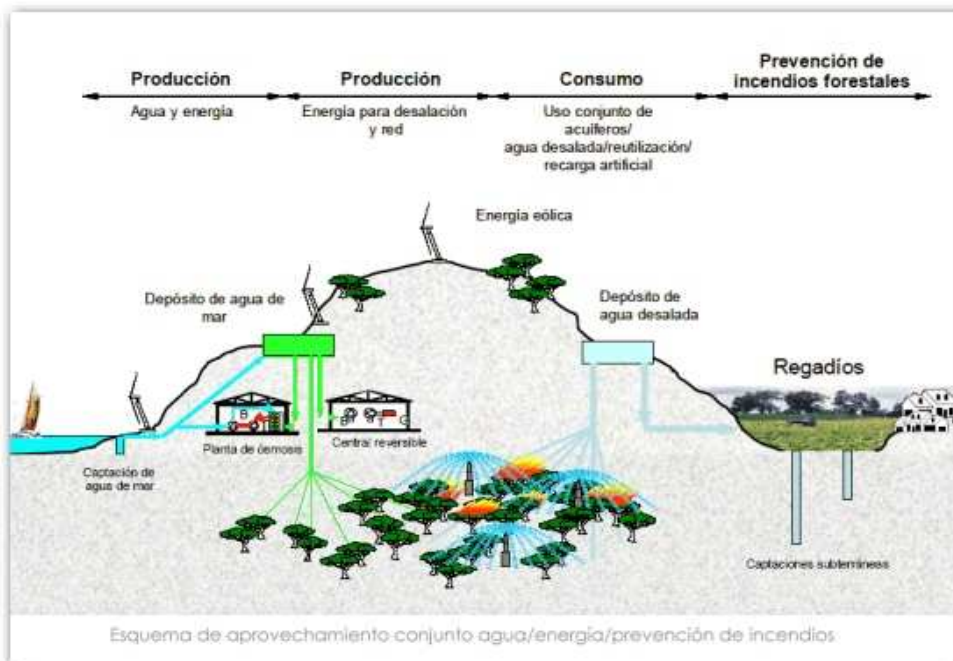 Producción
Producción
Consumo
Prevención de
incendios forestales
Agua y energía
Energía para desalación
y red
Uso conjunto de
acuíferos/
agua desalada/reutilización/
recarga artificial
Energía eólica
Depósito de agua de
mar
Depósito de
agua desalada
Regadíos
Planta de ósmosis
Central reversible
Captación de
agua de mar
Captaciones subterráneas
Esquema de aprovechamiento conjunto agua/energía/prevención de incendios